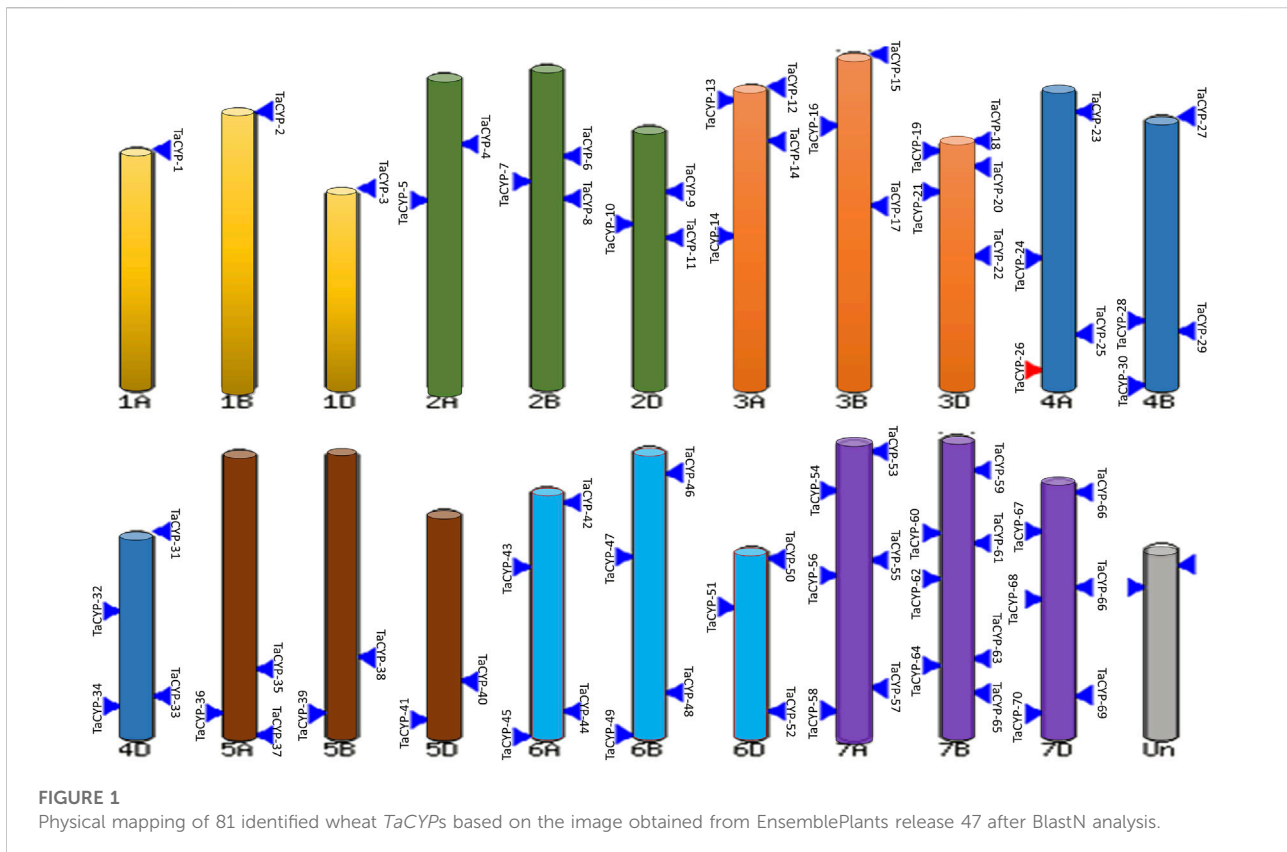 TaCYP-1
1A
TaCYP-2
1B
TaCYP-3
1D
TaCYP-4
TaCYP-5
2A
TaCYP-6
TaCYP-7
TaCYP-8
2B
TaCYP-9
TaCYP-10
TaCYP-11
2D
TaCYP-12
TaCYP-13
TaCYP-14
TaCYP-14
3A
TaCYP-15
TaCYP-16
TaCYP-17
3B
TaCYP-18
TaCYP-19
TaCYP-20
TaCYP-21
TaCYP-22
3D
TaCYP-23
TaCYP-24
TaCYP-25
TaCYP-26
4A
TaCYP-27
TaCYP-28
TaCYP-29
TaCYP-30
4B
TaCYP-31
TaCYP-32
TaCYP-33
TaCYP-34
4D
TaCYP-35
TaCYP-36
TaCYP-37
5A
TaCYP-38
TaCYP-39
5B
TaCYP-40
TaCYP-41
5D
TaCYP-42
TaCYP-43
TaCYP-44
TaCYP-45
6A
TaCYP-46
TaCYP-47
TaCYP-48
TaCYP-49
6B
TaCYP-50
TaCYP-51
TaCYP-52
6D
TaCYP-53
TaCYP-54
TaCYP-55
TaCYP-56
TaCYP-57
TaCYP-58
7A
TaCYP-59
TaCYP-60
TaCYP-61
TaCYP-62
TaCYP-63
TaCYP-64
TaCYP-65
7B
TaCYP-66
TaCYP-67
TaCYP-66
TaCYP-68
TaCYP-69
TaCYP-70
7D
Un
FIGURE 1
Physical mapping of 81 identified wheat TaCYPs based on the image obtained from EnsemblePlants release 47 after BlastN analysis.